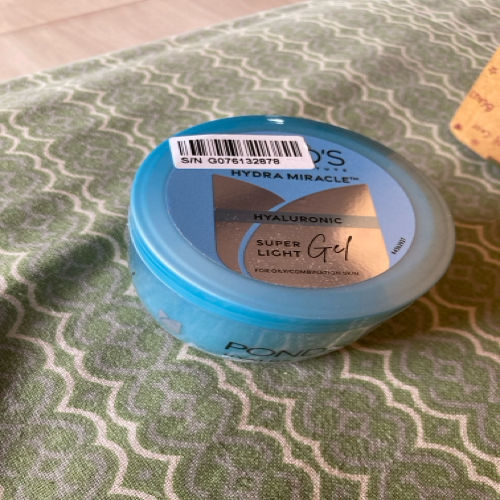 S/N G076132878
D'S
HYDRA MIRACLE™
HYALURONIC
SUPER
LIGHT
Gel
FOR OILY/COMBINATION SKIN
POND'